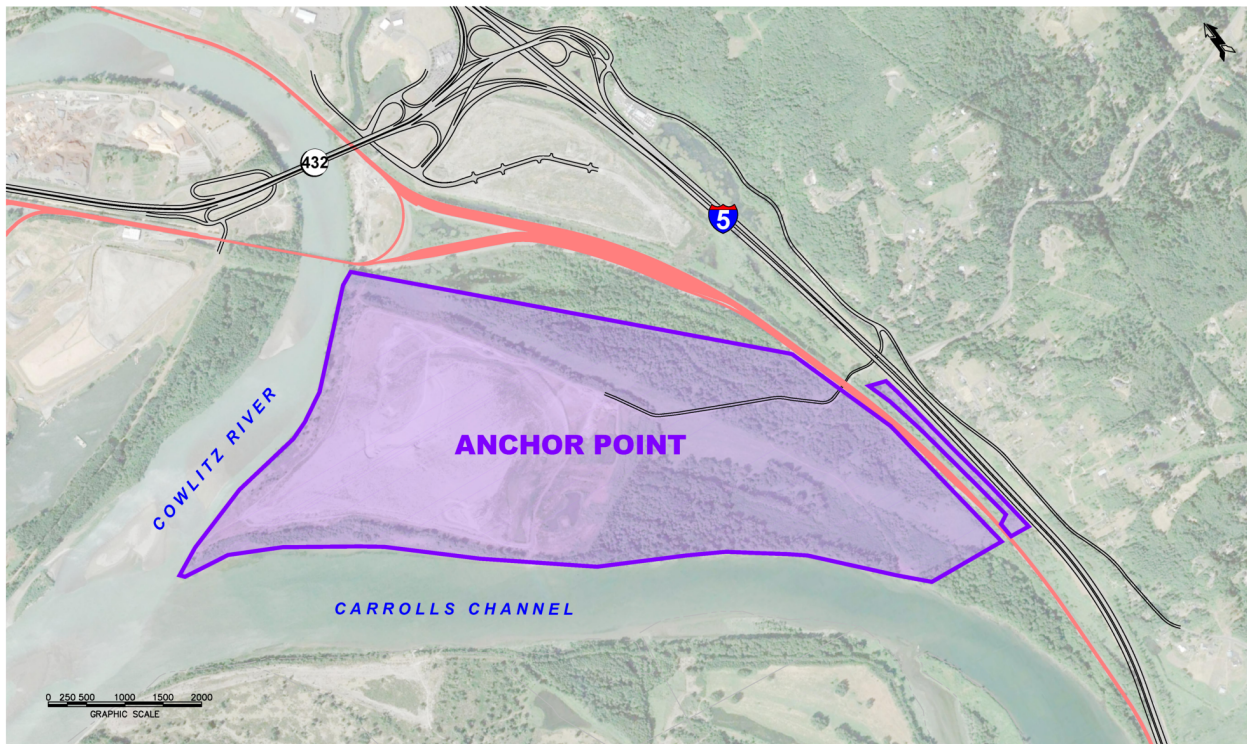 432
5
ANCHOR POINT
COWLITZ RIVER
CARROLLS CHANNEL
0 250 500 1000 1500 2000
GRAPHIC SCALE